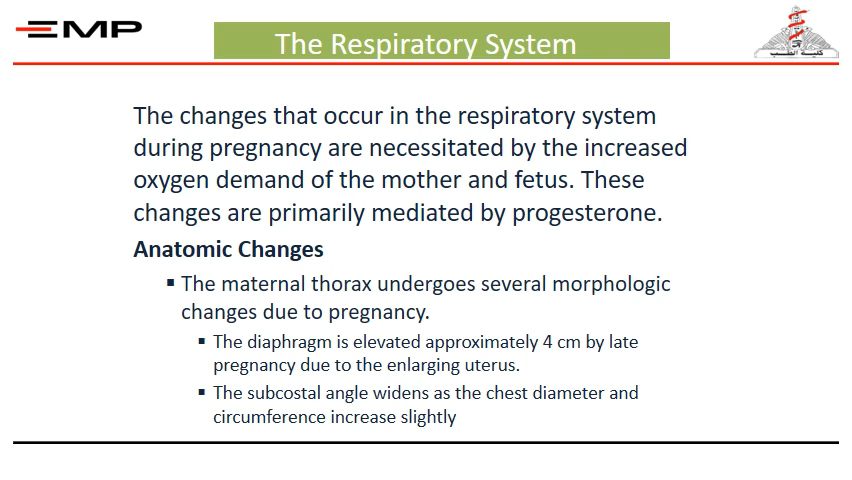 EMP
The Respiratory System
كلية الطب
The changes that occur in the respiratory system
during pregnancy are necessitated by the increased
oxygen demand of the mother and fetus. These
changes are primarily mediated by progesterone.
Anatomic Changes
▪ The maternal thorax undergoes several morphologic
changes due to pregnancy.
▪ The diaphragm is elevated approximately 4 cm by late
pregnancy due to the enlarging uterus.
▪ The subcostal angle widens as the chest diameter and
circumference increase slightly